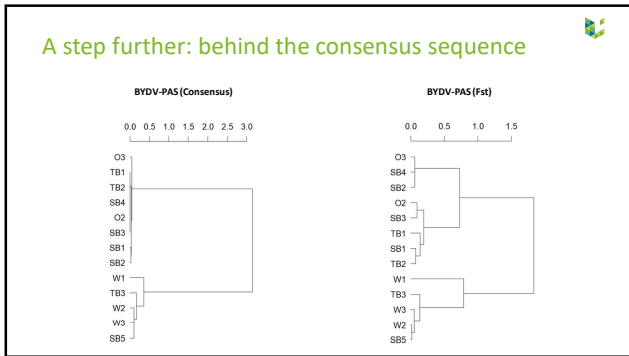 A step further: behind the consensus sequence
BYDV-PAS (Consensus)
0.0 0.5 1.0 1.5 2.0 2.5 3.0
O3
TB1
TB2
SB4
O2
SB3
SB1
SB2
W1
TB3
W2
W3
SB5
BYDV-PAS (Fst)
0.0 0.5 1.0 1.5
O3
SB4
SB2
O2
SB3
TB1
SB1
TB2
W1
TB3
W3
W2
SB5